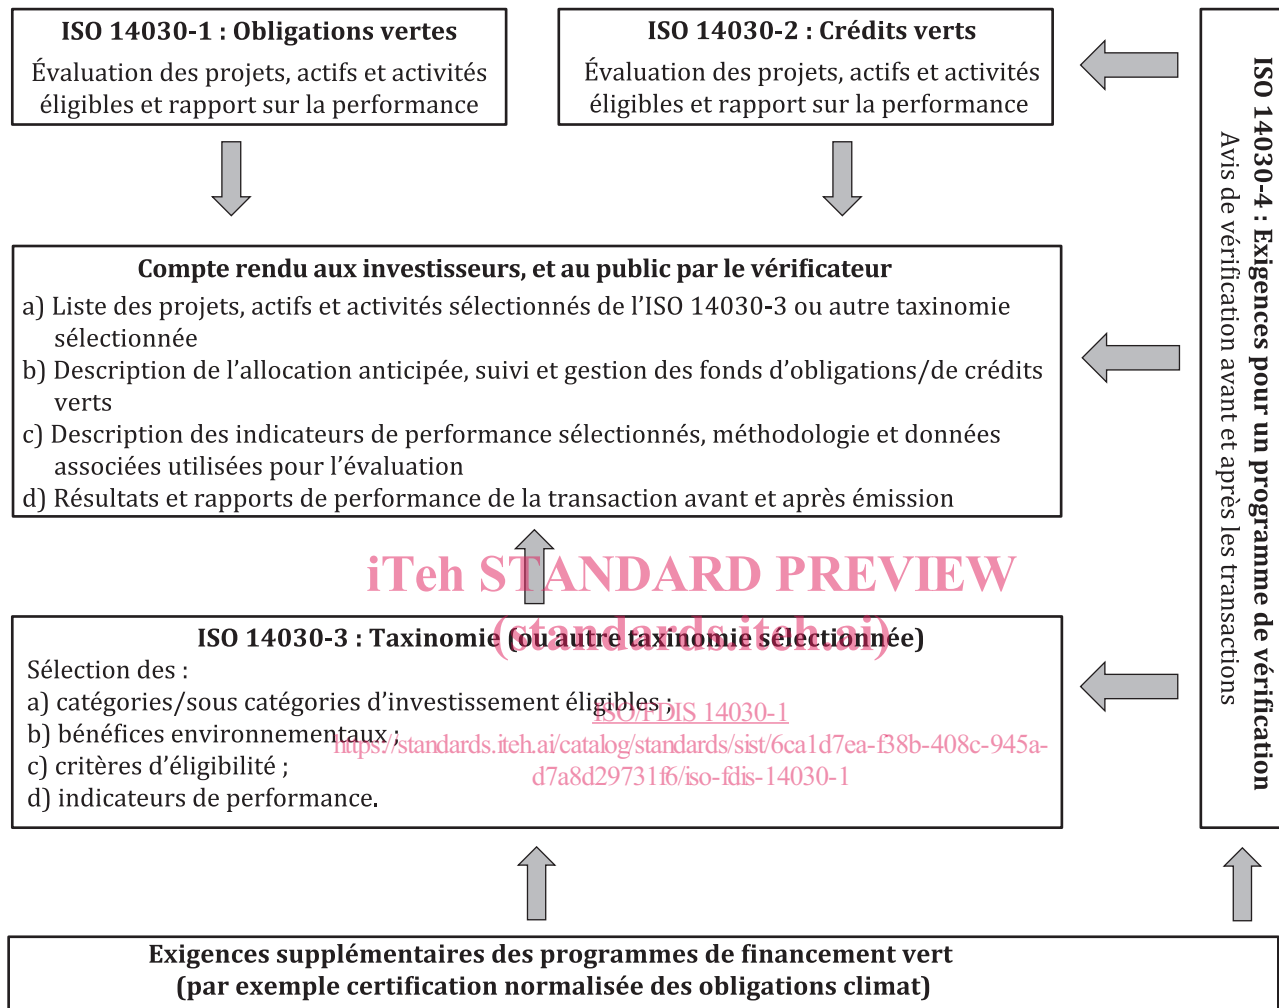 ISO 14030-1 : Obligations vertes
Évaluation des projets, actifs et activités
éligibles et rapport sur la performance
ISO 14030-2 : Crédits verts
Évaluation des projets, actifs et activités
éligibles et rapport sur la performance
ISO 14030-4 : Exigences pour un programme de vérification
Avis de vérification avant et après les transactions
Compte rendu aux investisseurs, et au public par le vérificateur
a) Liste des projets, actifs et activités sélectionnés de l’ISO 14030-3 ou autre taxinomie
sélectionnée
b) Description de l’allocation anticipée, suivi et gestion des fonds d’obligations/de crédits
verts
c) Description des indicateurs de performance sélectionnés, méthodologie et données
associées utilisées pour l’évaluation
d) Résultats et rapports de performance de la transaction avant et après émission
iTeh STANDARD PREVIEW
(standards.iteh.ai)
ISO 14030-3 : Taxinomie (ou autre taxinomie sélectionnée)
Sélection des :
a) catégories/sous catégories d’investissement éligibles ;
b) bénéfices environnementaux ;
c) critères d’éligibilité ;
d) indicateurs de performance.
ISO/FDIS 14030-1
https://standards.iteh.ai/catalog/standards/sist/6ca1d7ea-f38b-408c-945a-
d7a8d29731f6/iso-fdis-14030-1
Exigences supplémentaires des programmes de financement vert
(par exemple certification normalisée des obligations climat)